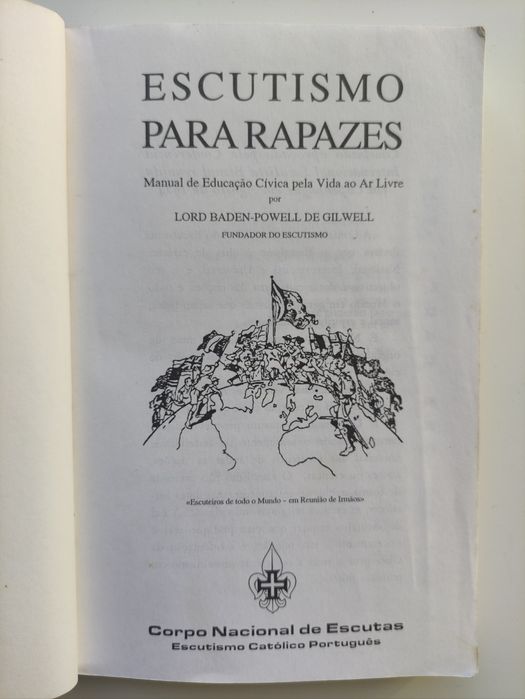 ESCUTISMO
PARA RAPAZES
Manual de Educação Cívica pela Vida ao Ar Livre
por
LORD BADEN-POWELL DE GILWELL
FUNDADOR DO ESCUTISMO
«Escuteiros de todo o Mundo – em Reunião de Irmãos»
Corpo Nacional de Escutas
Escutismo Católico Português